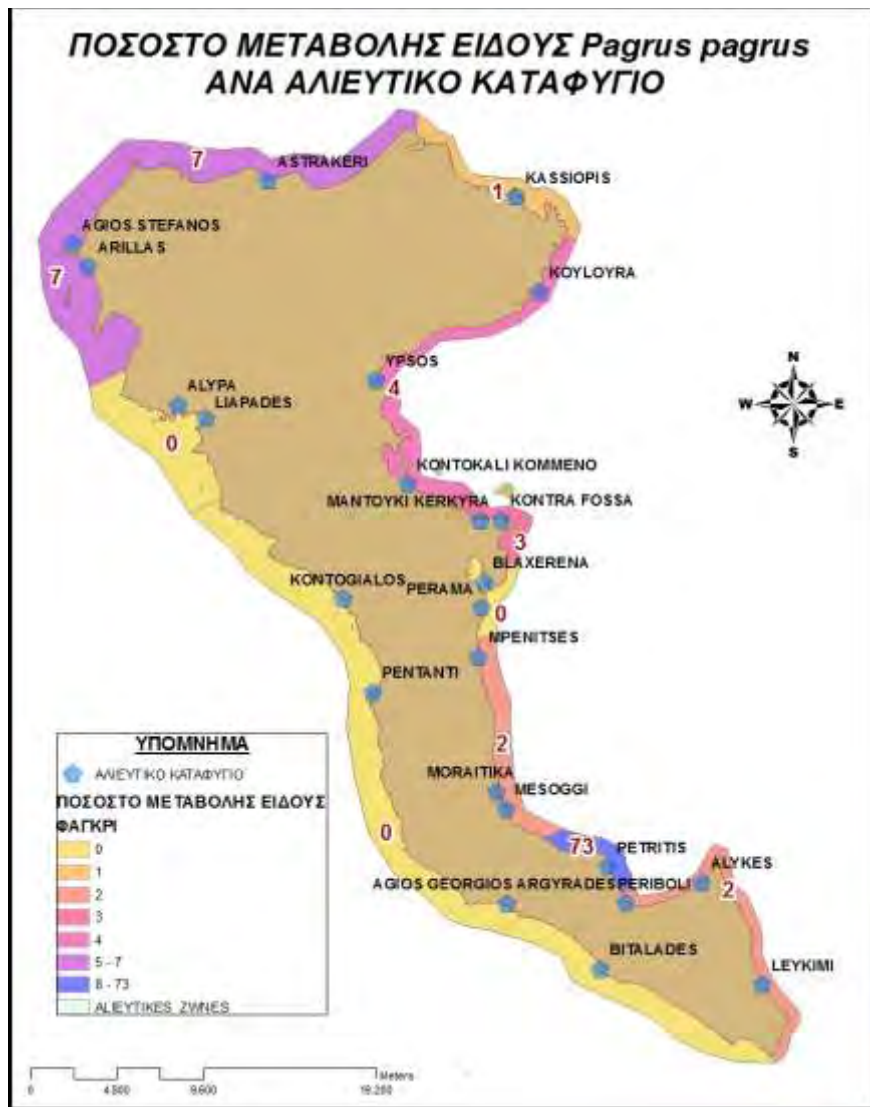 ΠΟΣΟΣΤΟ ΜΕΤΑΒΟΛΗΣ ΕΙΔΟΥΣ Pagrus pagrus
ΑΝΑ ΑΛΙΕΥΤΙΚΟ ΚΑΤΑΦΥΓΙΟ
7
ASTRAKERI
KASSIOPIS
1
AGIOS STEFANOS
ARILLAS
7
KOYLOYRA
YPSOS
4
N
W
E
S
ALYPA
LIAPADES
0
KONTOKALI KOMMENO
MANTOYKI KERKYRA
KONTRA FOSSA
3
BLAXERENA
KONTOGIALOS
PERAMA
0
MPENITSES
PENTANTI
2
MORAITIKA
MESOGGI
0
73
PETRITIS
ALYKES
AGIOS GEORGIOS ARGYRADES
PERIBOLI
2
BITALADES
LEYKIMI
ΥΠΟΜΝΗΜΑ
ΑΛΙΕΥΤΙΚΟ ΚΑΤΑΦΥΓΙΟ
ΠΟΣΟΣΤΟ ΜΕΤΑΒΟΛΗΣ ΕΙΔΟΥΣ
ΦΑΓΚΡΙ
0
1
2
3
4
5 - 7
8 - 73
ALIEYTIKES_ZWNES
Meters
0
4.800
9.600
19.200